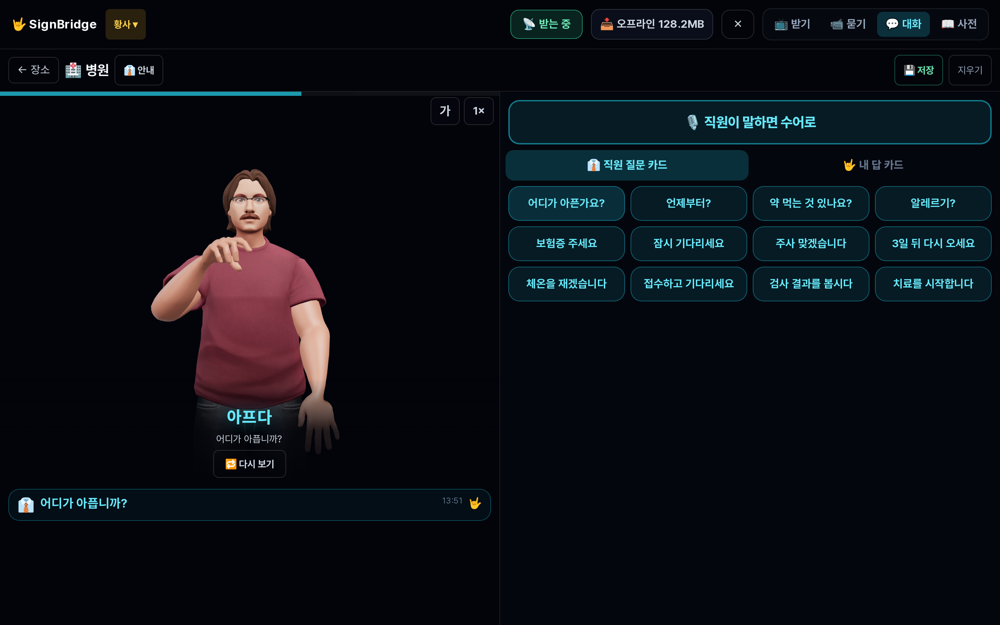 SignBridge
황사 ▾
받는 중
오프라인 128.2MB
✕
받기
묻기
대화
사전
← 장소
병원
안내
저장
지우기
가
1×
아프다
어디가 아픕니까?
다시 보기
어디가 아픕니까?
13:51
직원이 말하면 수어로
직원 질문 카드
내 답 카드
어디가 아픈가요?
언제부터?
약 먹는 것 있나요?
알레르기?
보험증 주세요
잠시 기다리세요
주사 맞겠습니다
3일 뒤 다시 오세요
체온을 재겠습니다
접수하고 기다리세요
검사 결과를 봅시다
치료를 시작합니다